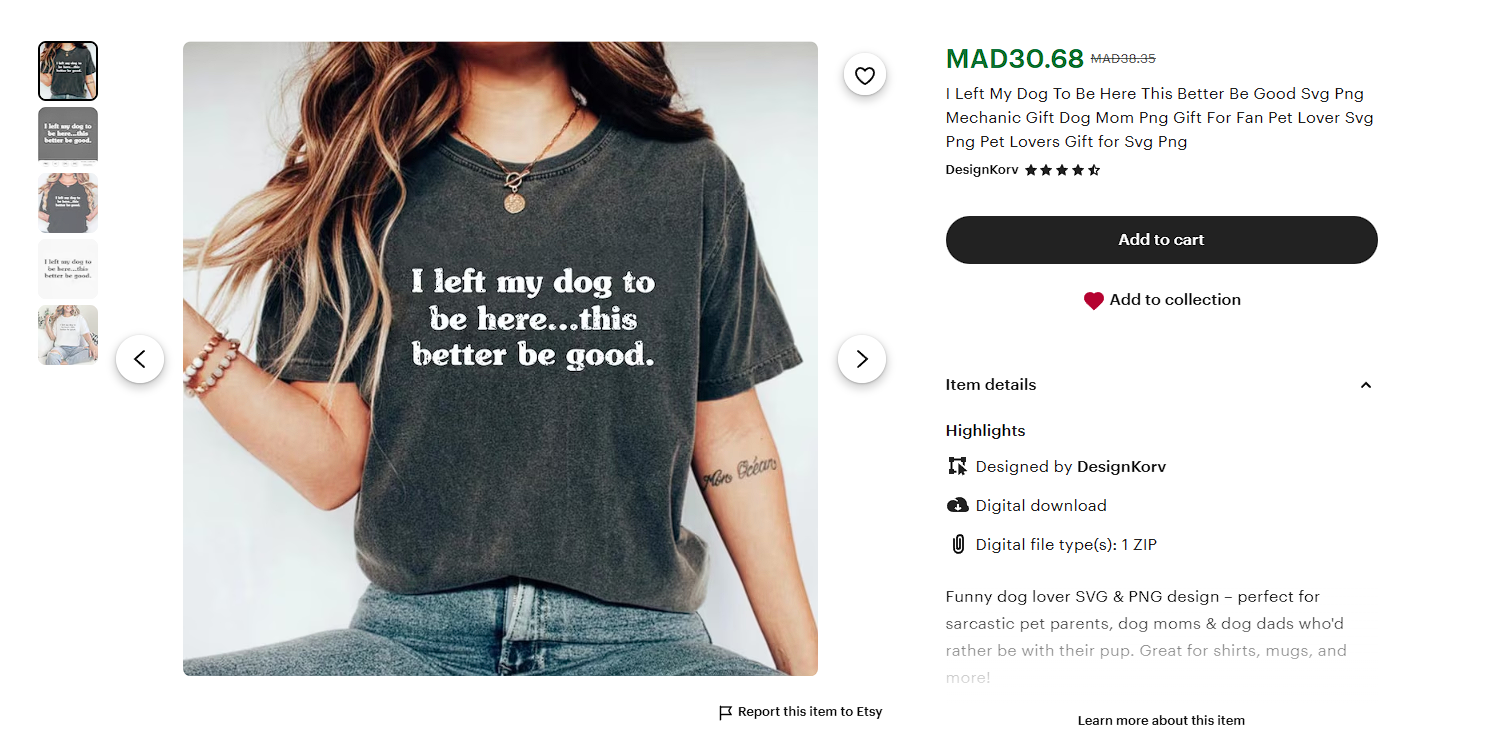 I left my dog to
be here...this
better be good.
I left my dog to
be here...this
better be good.
I left my dog to
be here...this
better be good.
I left my dog to
be here...this
better be good.
I left my dog to
be here...this
better be good.
Mon Océan
Report this item to Etsy
MAD30.68 MAD38.35
I Left My Dog To Be Here This Better Be Good Svg Png
Mechanic Gift Dog Mom Png Gift For Fan Pet Lover Svg
Png Pet Lovers Gift for Svg Png
DesignKorv
Add to cart
Add to collection
Item details
Highlights
Designed by DesignKorv
Digital download
Digital file type(s): 1 ZIP
Funny dog lover SVG & PNG design – perfect for
sarcastic pet parents, dog moms & dog dads who'd
rather be with their pup. Great for shirts, mugs, and
more!
Learn more about this item